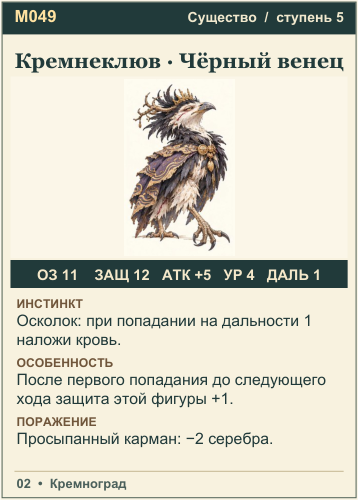 M049
Существо / ступень 5
Кремнеклюв · Чёрный венец
ОЗ 11 ЗАЩ 12 АТК +5 УР 4 ДАЛЬ 1
ИНСТИНКТ
Осколок: при попадании на дальности 1
наложи кровь.
ОСОБЕННОСТЬ
После первого попадания до следующего
хода защита этой фигуры +1.
ПОРАЖЕНИЕ
Просыпанный карман: −2 серебра.
02 • Кремноград